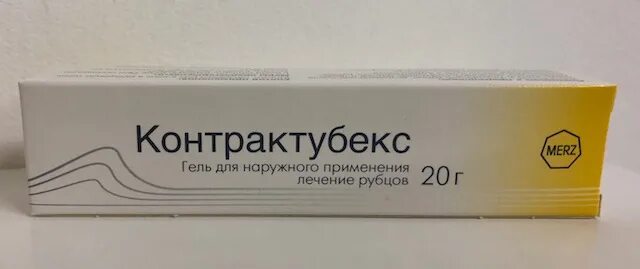 Контрактубекс
Гель для наружного применения
лечение рубцов
20 г
MERZ